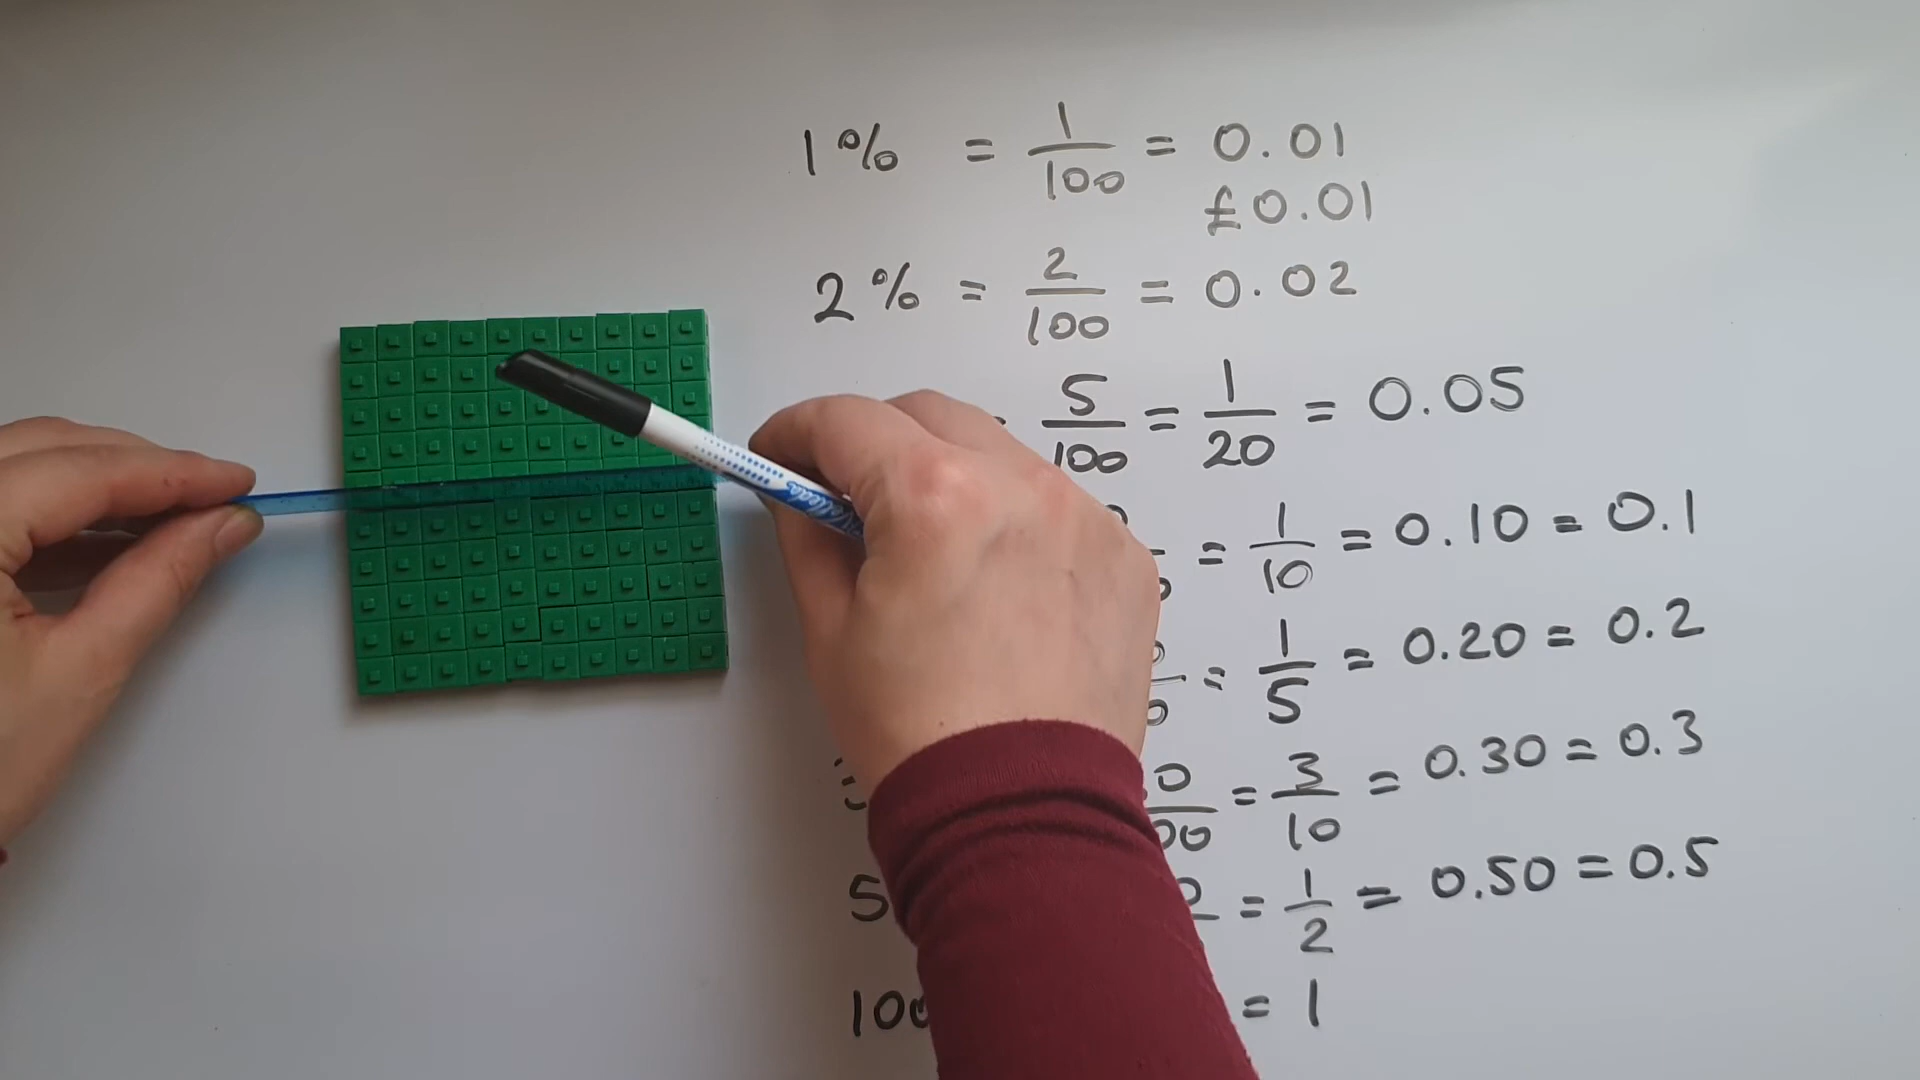 1% = 1/100 = 0.01
£0.01
2% = 2/100 = 0.02
5/100 = 1/20 = 0.05
= 1/10 = 0.10 = 0.1
= 1/5 = 0.20 = 0.2
= 3/10 = 0.30 = 0.3
5 = 1/2 = 0.50 = 0.5
100 = 1